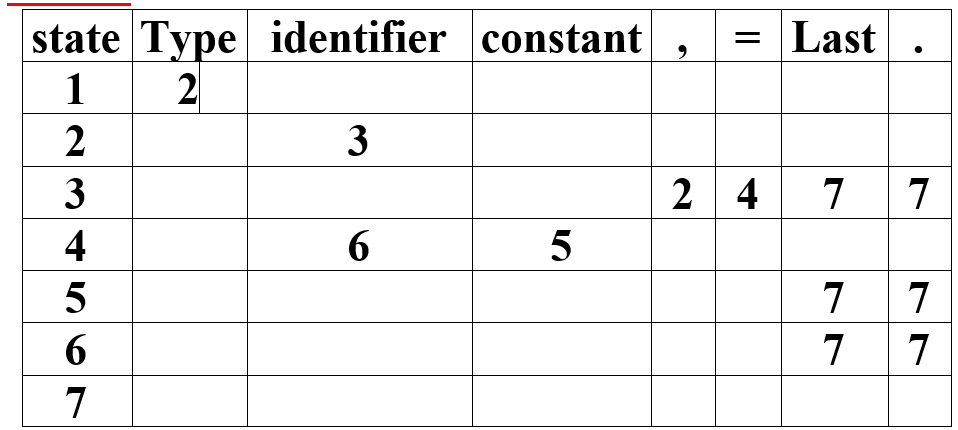 state Type identifier constant , = Last .
1 2
2 3
3 2 4 7 7
4 6 5
5 7 7
6 7 7
7